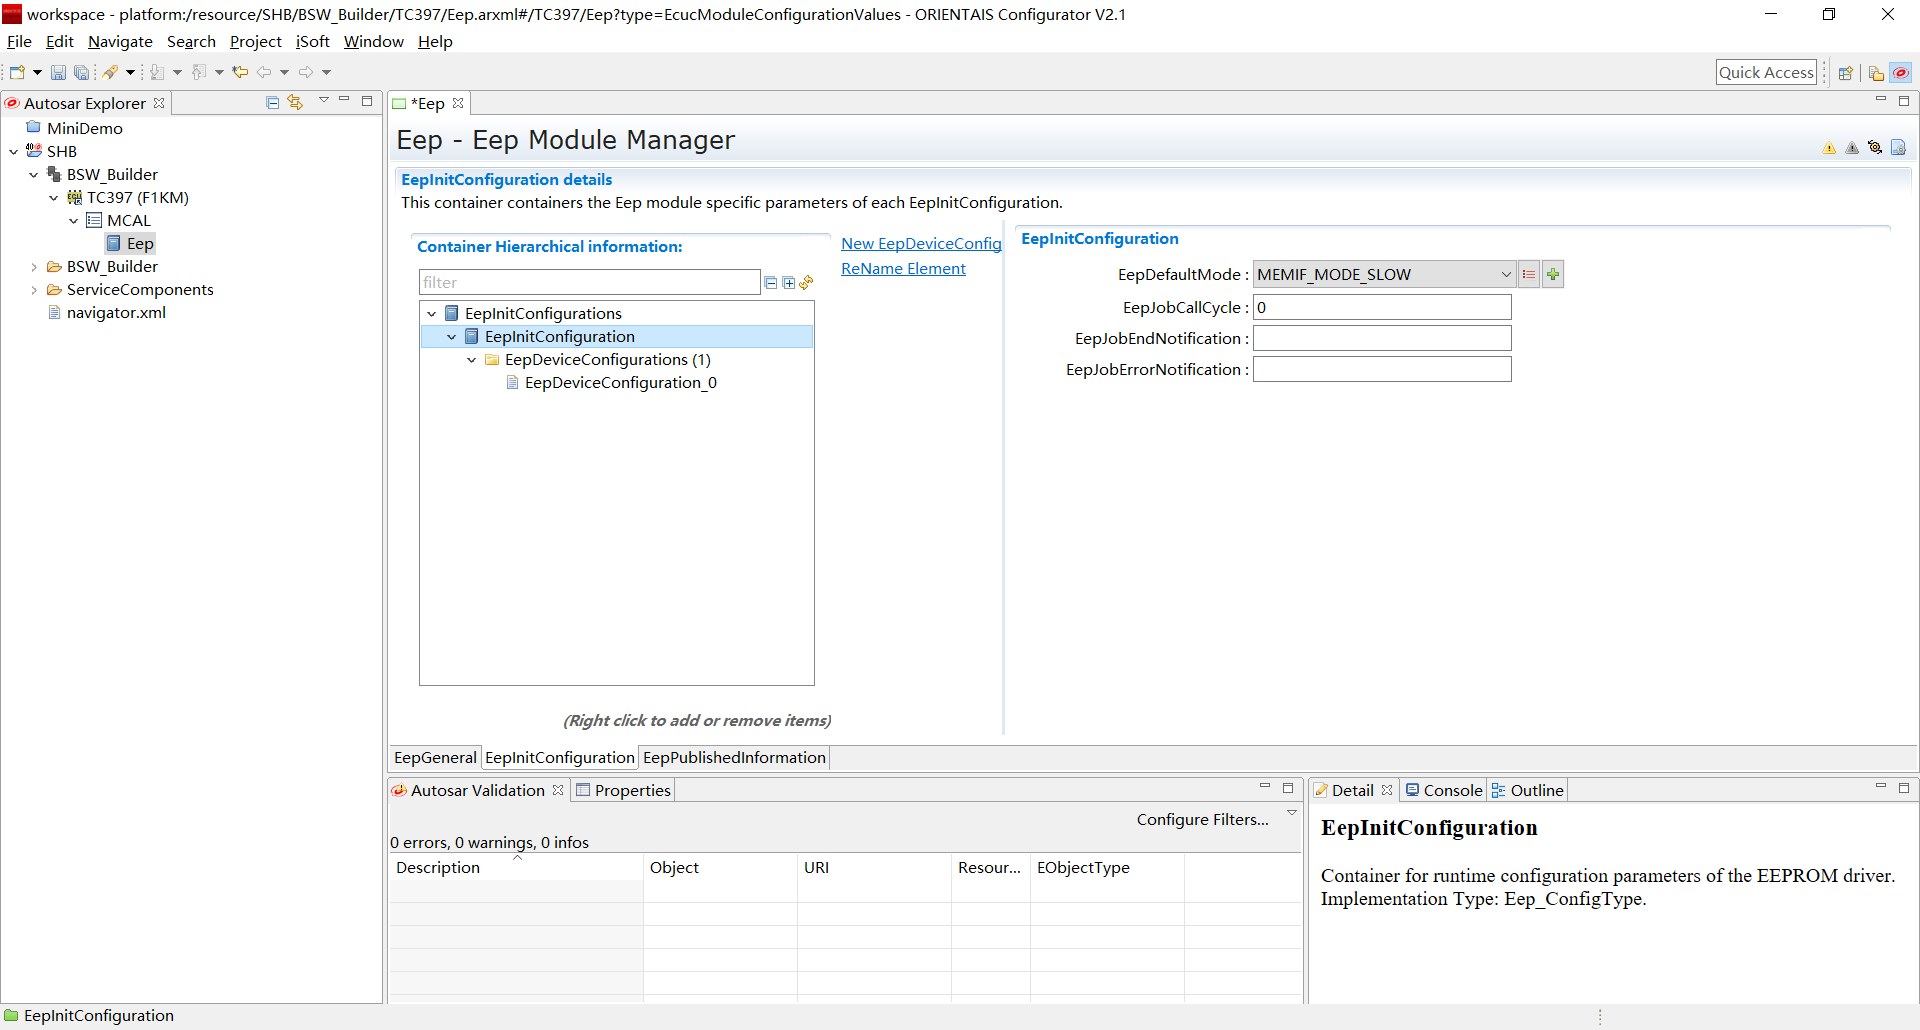 workspace - platform:/resource/SHB/BSW_Builder/TC397/Eep.arxml#/TC397/Eep?type=EcucModuleConfigurationValues - ORIENTAIS Configurator V2.1
File Edit Navigate Search Project iSoft Window Help
Quick Access
Autosar Explorer
MiniDemo
SHB
BSW_Builder
TC397 (F1KM)
MCAL
Eep
BSW_Builder
ServiceComponents
navigator.xml
*Eep
Eep - Eep Module Manager
EepInitConfiguration details
This container containers the Eep module specific parameters of each EepInitConfiguration.
Container Hierarchical information:
filter
EepInitConfigurations
EepInitConfiguration
EepDeviceConfigurations (1)
EepDeviceConfiguration_0
(Right click to add or remove items)
New EepDeviceConfig
ReName Element
EepInitConfiguration
EepDefaultMode : MEMIF_MODE_SLOW
EepJobCallCycle : 0
EepJobEndNotification :
EepJobErrorNotification :
EepGeneral EepInitConfiguration EepPublishedInformation
Autosar Validation Properties
Configure Filters...
0 errors, 0 warnings, 0 infos
Description Object URI Resour... EObjectType
Detail Console Outline
EepInitConfiguration
Container for runtime configuration parameters of the EEPROM driver.
Implementation Type: Eep_ConfigType.
EepInitConfiguration